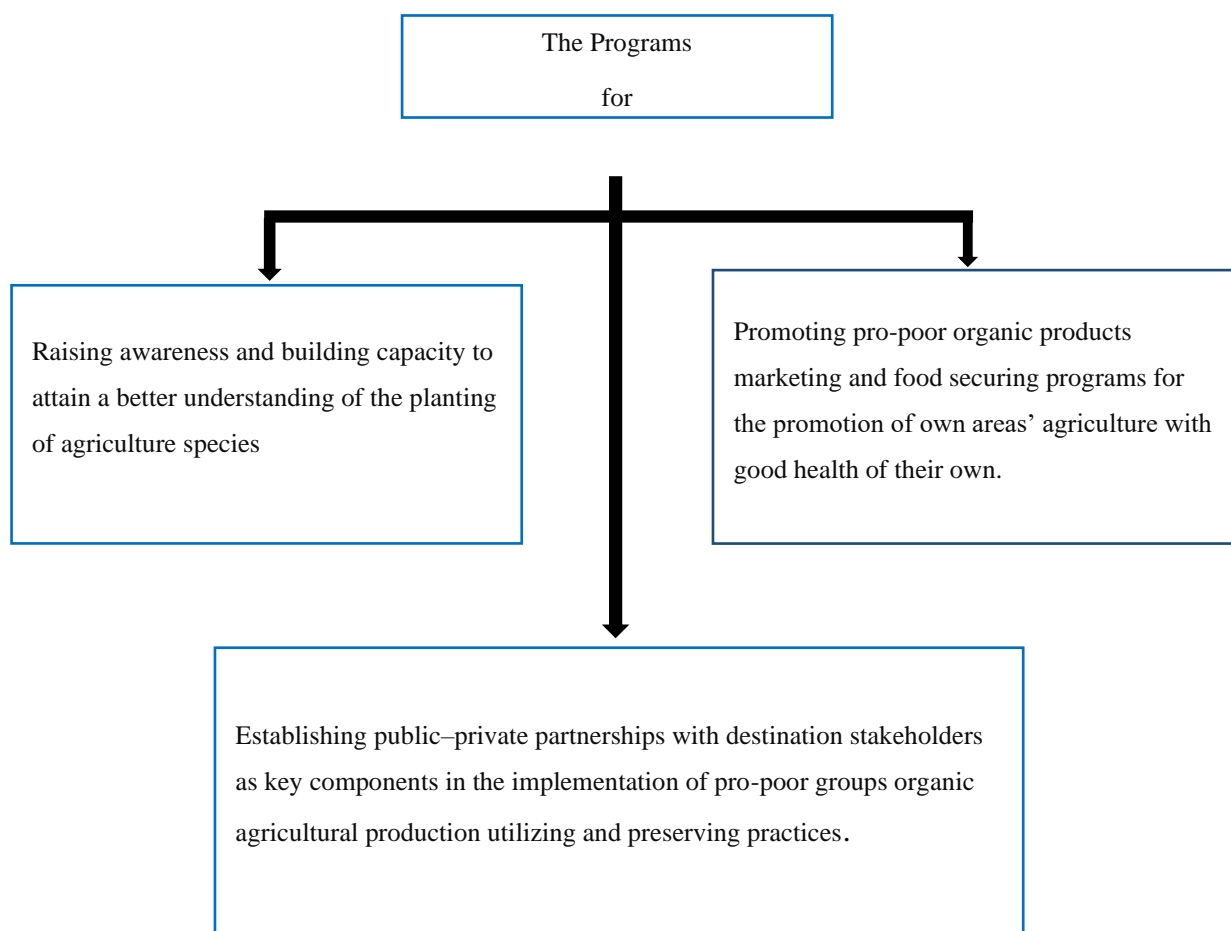 The Programs
for
Raising awareness and building capacity to
attain a better understanding of the planting
of agriculture species
Promoting pro-poor organic products
marketing and food securing programs for
the promotion of own areas’ agriculture with
good health of their own.
Establishing public–private partnerships with destination stakeholders
as key components in the implementation of pro-poor groups organic
agricultural production utilizing and preserving practices.